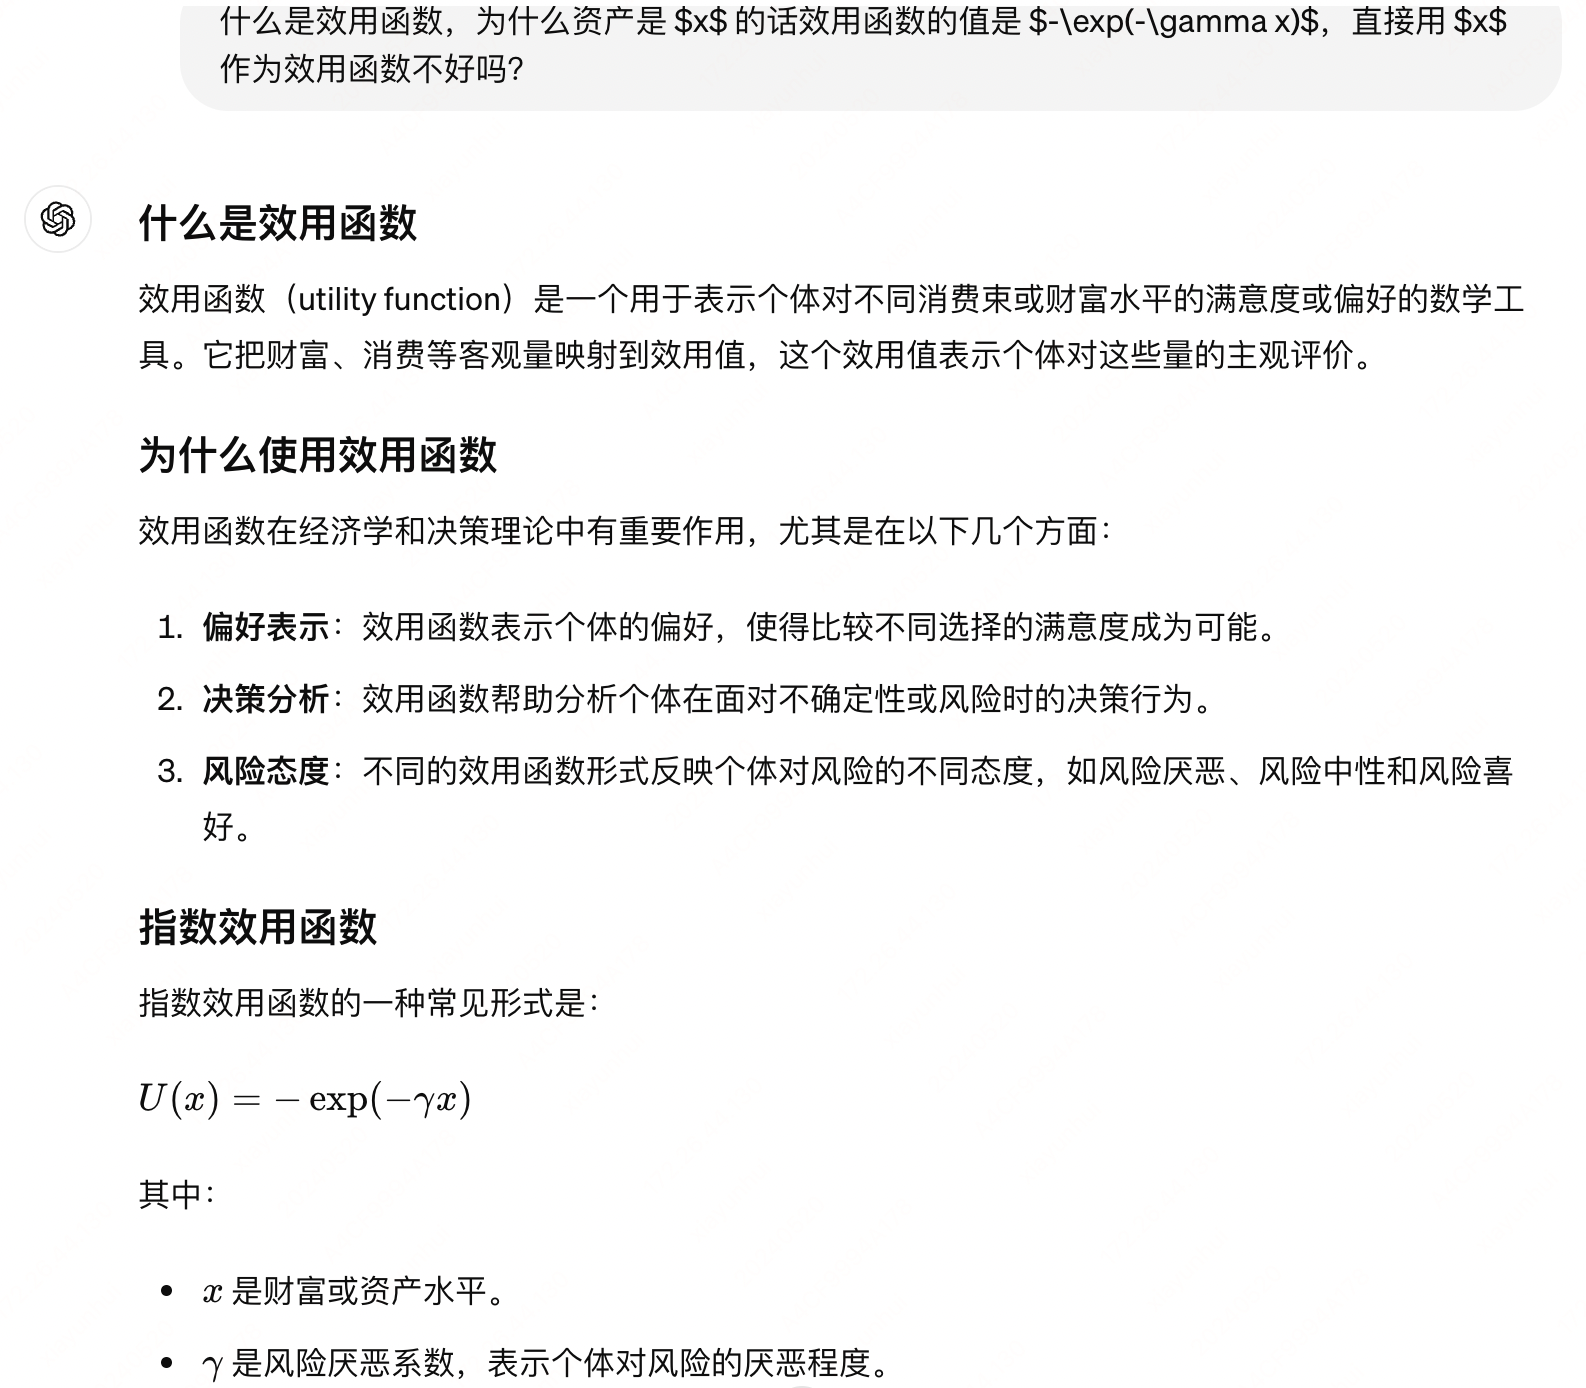 什么是效用函数，为什么资产是 $x$ 的话效用函数的值是 $-\exp(-\gamma x)$，直接用 $x$
作为效用函数不好吗？
什么是效用函数
效用函数（utility function）是一个用于表示个体对不同消费束或财富水平的满意度或偏好的数学工
具。它把财富、消费等客观量映射到效用值，这个效用值表示个体对这些量的主观评价。
为什么使用效用函数
效用函数在经济学和决策理论中有重要作用，尤其是在以下几个方面：
1. 偏好表示：效用函数表示个体的偏好，使得比较不同选择的满意度成为可能。
2. 决策分析：效用函数帮助分析个体在面对不确定性或风险时的决策行为。
3. 风险态度：不同的效用函数形式反映个体对风险的不同态度，如风险厌恶、风险中性和风险喜
好。
指数效用函数
指数效用函数的一种常见形式是：
U(x) = − exp(−γx)
其中：
• x 是财富或资产水平。
• γ 是风险厌恶系数，表示个体对风险的厌恶程度。